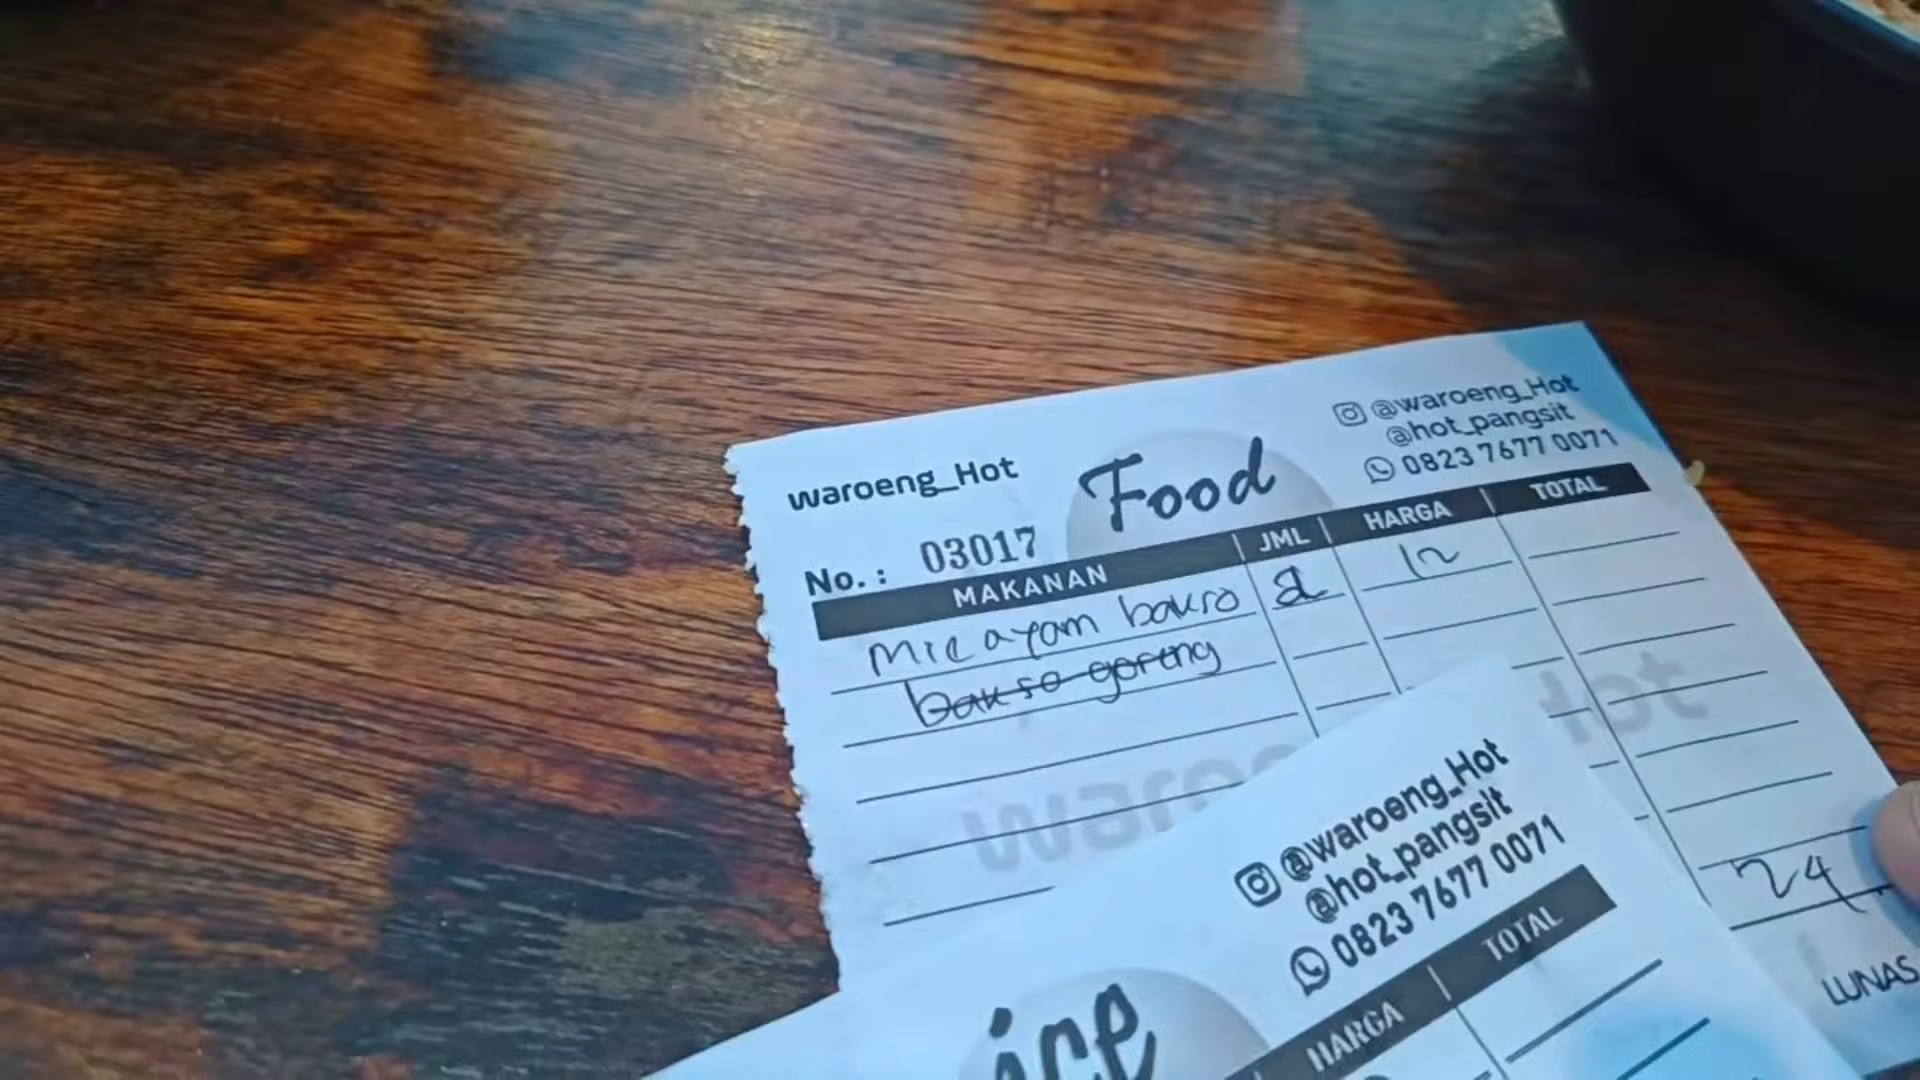 waroeng_Hot
Food
@waroeng_Hot
@hot_pangsit
0823 7677 0071
No.: 03017
MAKANAN JML HARGA TOTAL
Mie ayam bakso 2 12
bakso goreng
24
LUNAS
@waroeng_Hot
@hot_pangsit
0823 7677 0071
ice
HARGA TOTAL